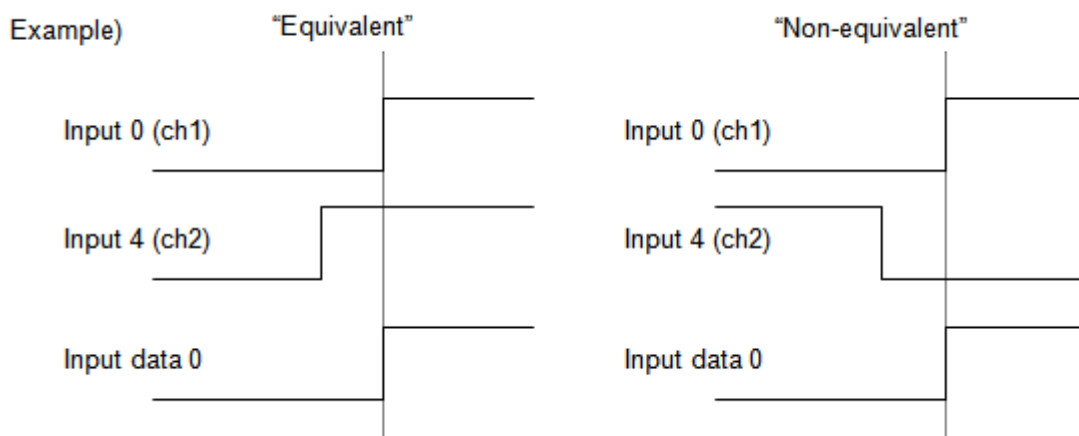 Example)
“Equivalent”
Input 0 (ch1)
Input 4 (ch2)
Input data 0
“Non-equivalent”
Input 0 (ch1)
Input 4 (ch2)
Input data 0